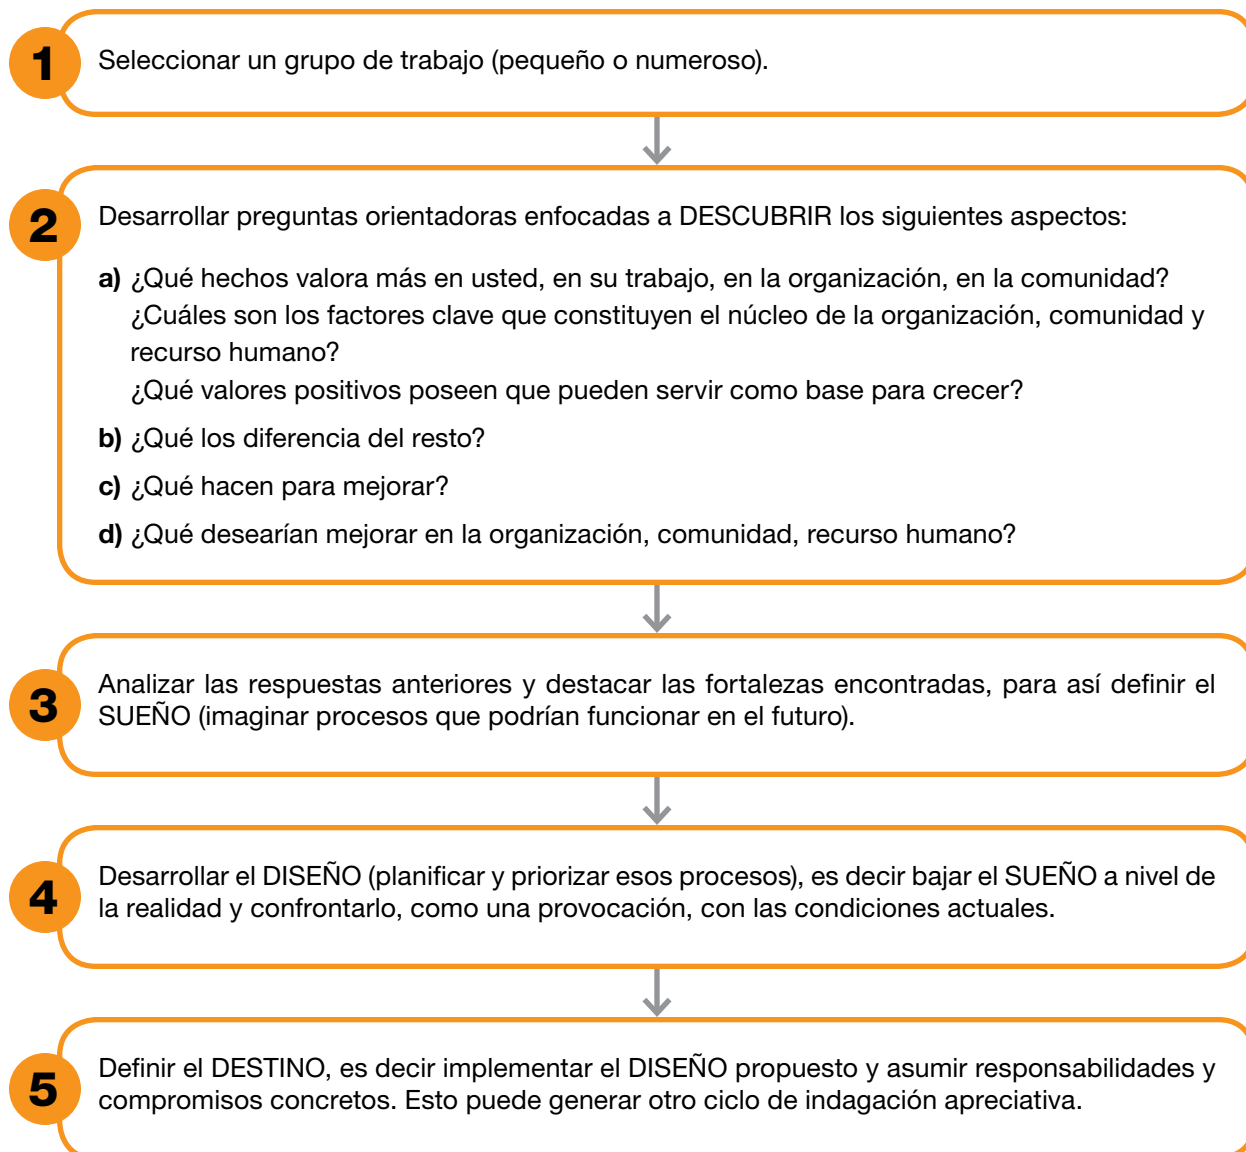 1
Seleccionar un grupo de trabajo (pequeño o numeroso).
2
Desarrollar preguntas orientadoras enfocadas a DESCUBRIR los siguientes aspectos:
a) ¿Qué hechos valora más en usted, en su trabajo, en la organización, en la comunidad?
¿Cuáles son los factores clave que constituyen el núcleo de la organización, comunidad y
recurso humano?
¿Qué valores positivos poseen que pueden servir como base para crecer?
b) ¿Qué los diferencia del resto?
c) ¿Qué hacen para mejorar?
d) ¿Qué desearían mejorar en la organización, comunidad, recurso humano?
3
Analizar las respuestas anteriores y destacar las fortalezas encontradas, para así definir el
SUEÑO (imaginar procesos que podrían funcionar en el futuro).
4
Desarrollar el DISEÑO (planificar y priorizar esos procesos), es decir bajar el SUEÑO a nivel de
la realidad y confrontarlo, como una provocación, con las condiciones actuales.
5
Definir el DESTINO, es decir implementar el DISEÑO propuesto y asumir responsabilidades y
compromisos concretos. Esto puede generar otro ciclo de indagación apreciativa.